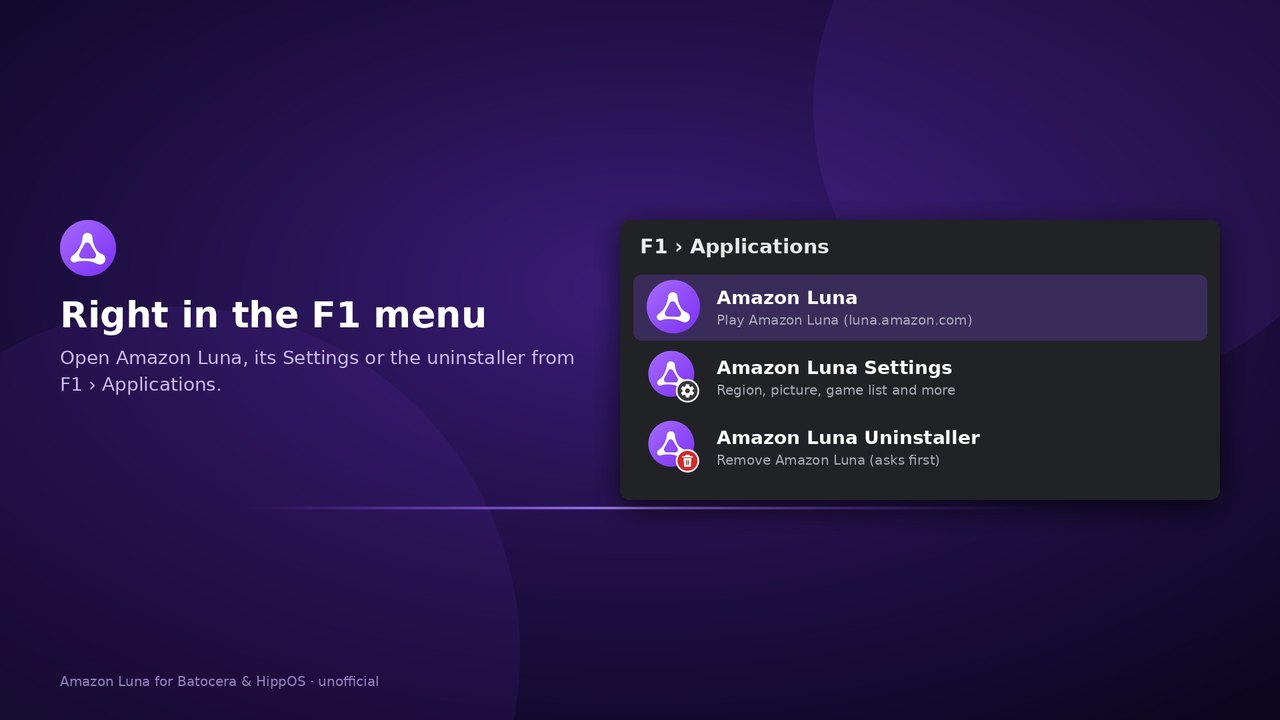 Right in the F1 menu
Open Amazon Luna, its Settings or the uninstaller from
F1 › Applications.
F1 › Applications
Amazon Luna
Play Amazon Luna (luna.amazon.com)
Amazon Luna Settings
Region, picture, game list and more
Amazon Luna Uninstaller
Remove Amazon Luna (asks first)
Amazon Luna for Batocera & HippOS · unofficial